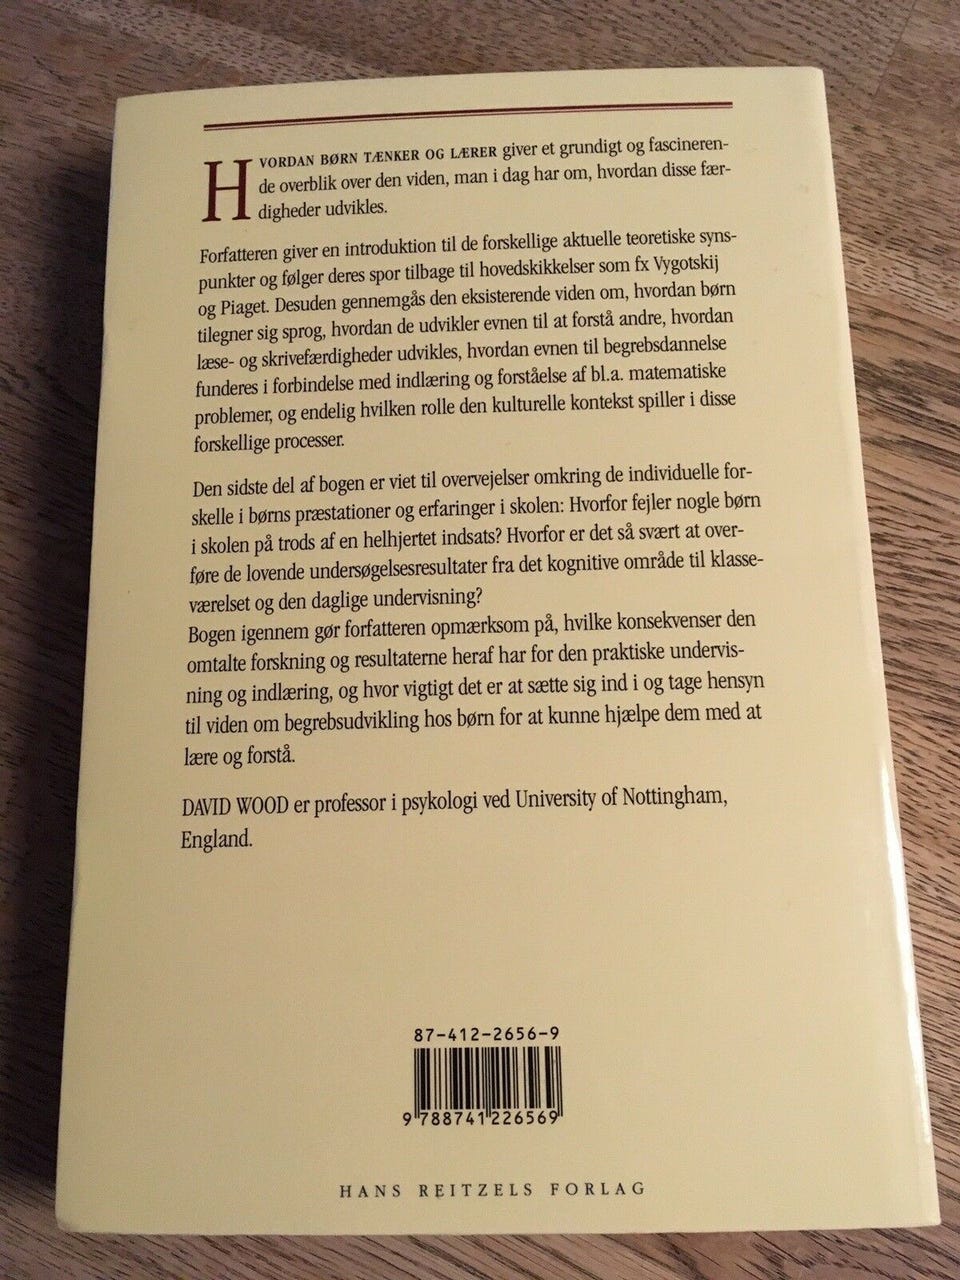 HVORDAN BØRN TÆNKER OG LÆRER giver et grundigt og fascineren-
de overblik over den viden, man i dag har om, hvordan disse fær-
digheder udvikles.
Forfatteren giver en introduktion til de forskellige aktuelle teoretiske syns-
punkter og følger deres spor tilbage til hovedskikkelser som fx Vygotskij
og Piaget. Desuden gennemgås den eksisterende viden om, hvordan børn
tilegner sig sprog, hvordan de udvikler evnen til at forstå andre, hvordan
læse- og skrivefærdigheder udvikles, hvordan evnen til begrebsdannelse
funderes i forbindelse med indlæring og forståelse af bl.a. matematiske
problemer, og endelig hvilken rolle den kulturelle kontekst spiller i disse
forskellige processer.
Den sidste del af bogen er viet til overvejelser omkring de individuelle for-
skelle i børns præstationer og erfaringer i skolen: Hvorfor fejler nogle børn
i skolen på trods af en helhjertet indsats? Hvorfor er det så svært at over-
føre de lovende undersøgelsesresultater fra det kognitive område til klasse-
værelset og den daglige undervisning?
Bogen igennem gør forfatteren opmærksom på, hvilke konsekvenser den
omtalte forskning og resultaterne heraf har for den praktiske undervis-
ning og indlæring, og hvor vigtigt det er at sætte sig ind i og tage hensyn
til viden om begrebsudvikling hos børn for at kunne hjælpe dem med at
lære og forstå.
DAVID WOOD er professor i psykologi ved University of Nottingham,
England.
87-412-2656-9
9 788741 226569
HANS REITZELS FORLAG